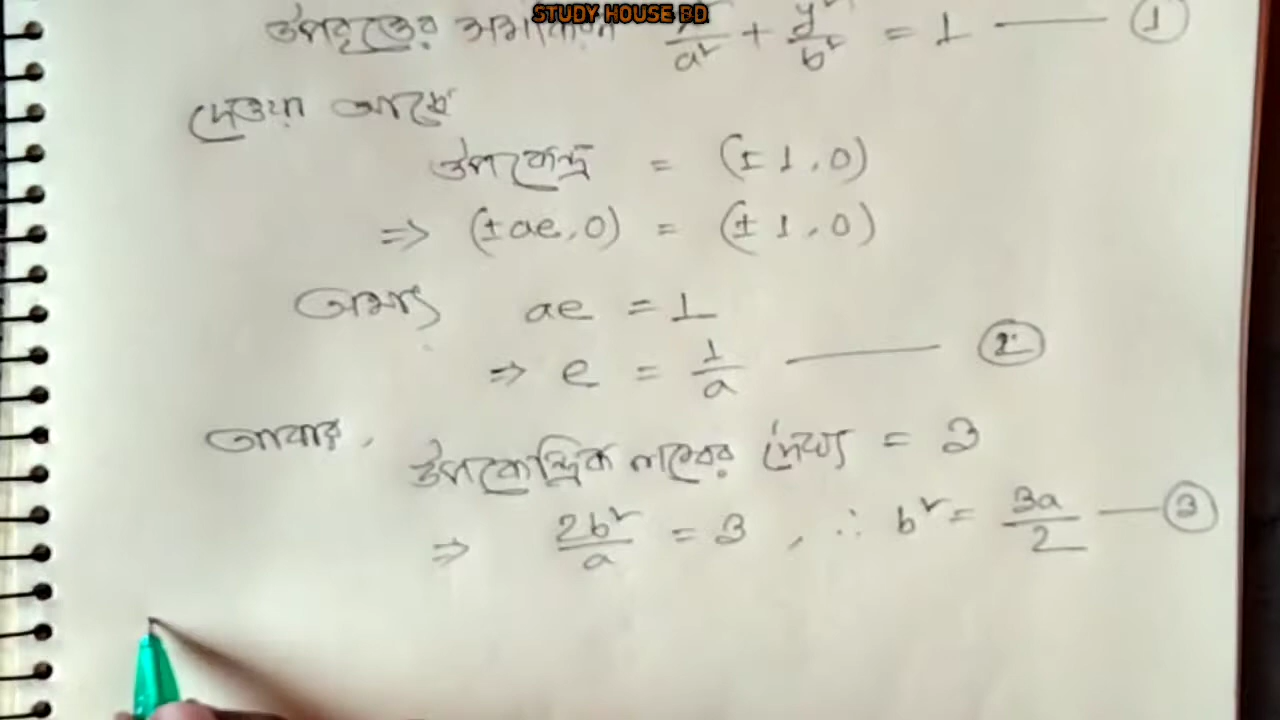 STUDY HOUSE BD
উপবৃত্তের সমীকরণ x²/a² + y²/b² = 1 —— ①
দেওয়া আছে
উপকেন্দ্র = (± 1, 0)
⇒ (± ae, 0) = (± 1, 0)
ae = 1
⇒ e = 1/a —— ②
আবার,
উপকেন্দ্রিক লম্বের দৈর্ঘ্য = 3
⇒ 2b²/a = 3, ∴ b² = 3a/2 —— ③